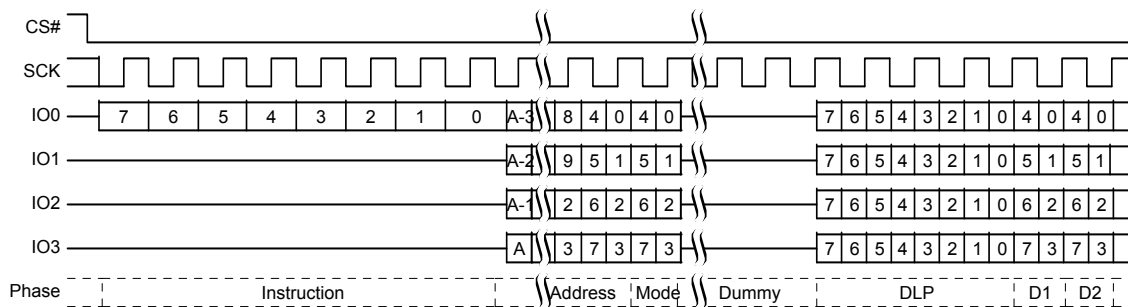 CS#
SCK
IO0 7 6 5 4 3 2 1 0 A-3 8 4 0 4 0 7 6 5 4 3 2 1 0 4 0 4 0
IO1 A-2 9 5 1 5 1 7 6 5 4 3 2 1 0 5 1 5 1
IO2 A-1 2 6 2 6 2 7 6 5 4 3 2 1 0 6 2 6 2
IO3 A 3 7 3 7 3 7 6 5 4 3 2 1 0 7 3 7 3
Phase Instruction Address Mode Dummy DLP D1 D2